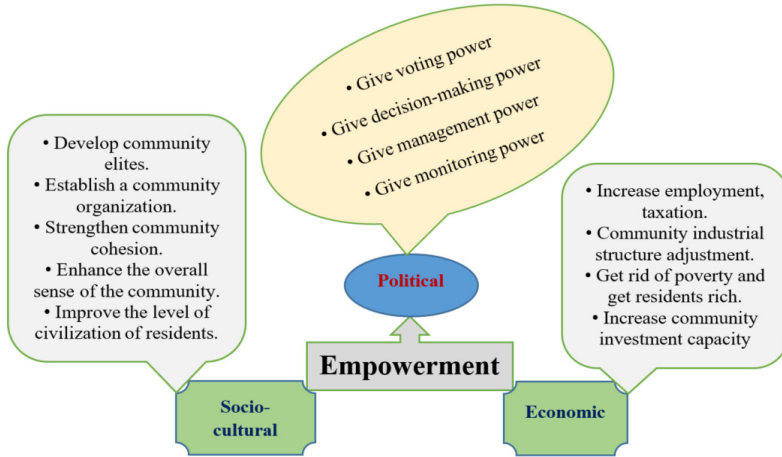 • Give voting power
• Give decision-making power
• Give management power
• Give monitoring power
• Develop community
elites.
• Establish a community
organization.
• Strengthen community
cohesion.
• Enhance the overall
sense of the community.
• Improve the level of
civilization of residents.
• Increase employment,
taxation.
• Community industrial
structure adjustment.
• Get rid of poverty and
get residents rich.
• Increase community
investment capacity
Political
Empowerment
Socio-
cultural
Economic